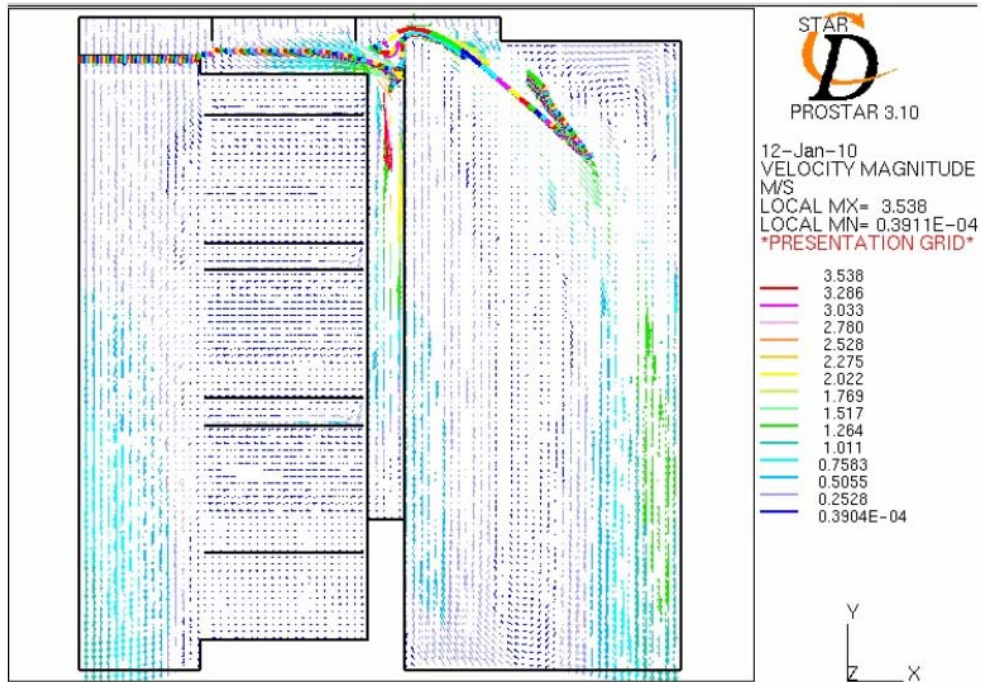 STAR
D
PROSTAR 3.10
12-Jan-10
VELOCITY MAGNITUDE
M/S
LOCAL MX= 3.538
LOCAL MN= 0.3911E-04
*PRESENTATION GRID*
3.538
3.286
3.033
2.780
2.528
2.275
2.022
1.769
1.517
1.264
1.011
0.7583
0.5055
0.2528
0.3904E-04
Y
Z
X